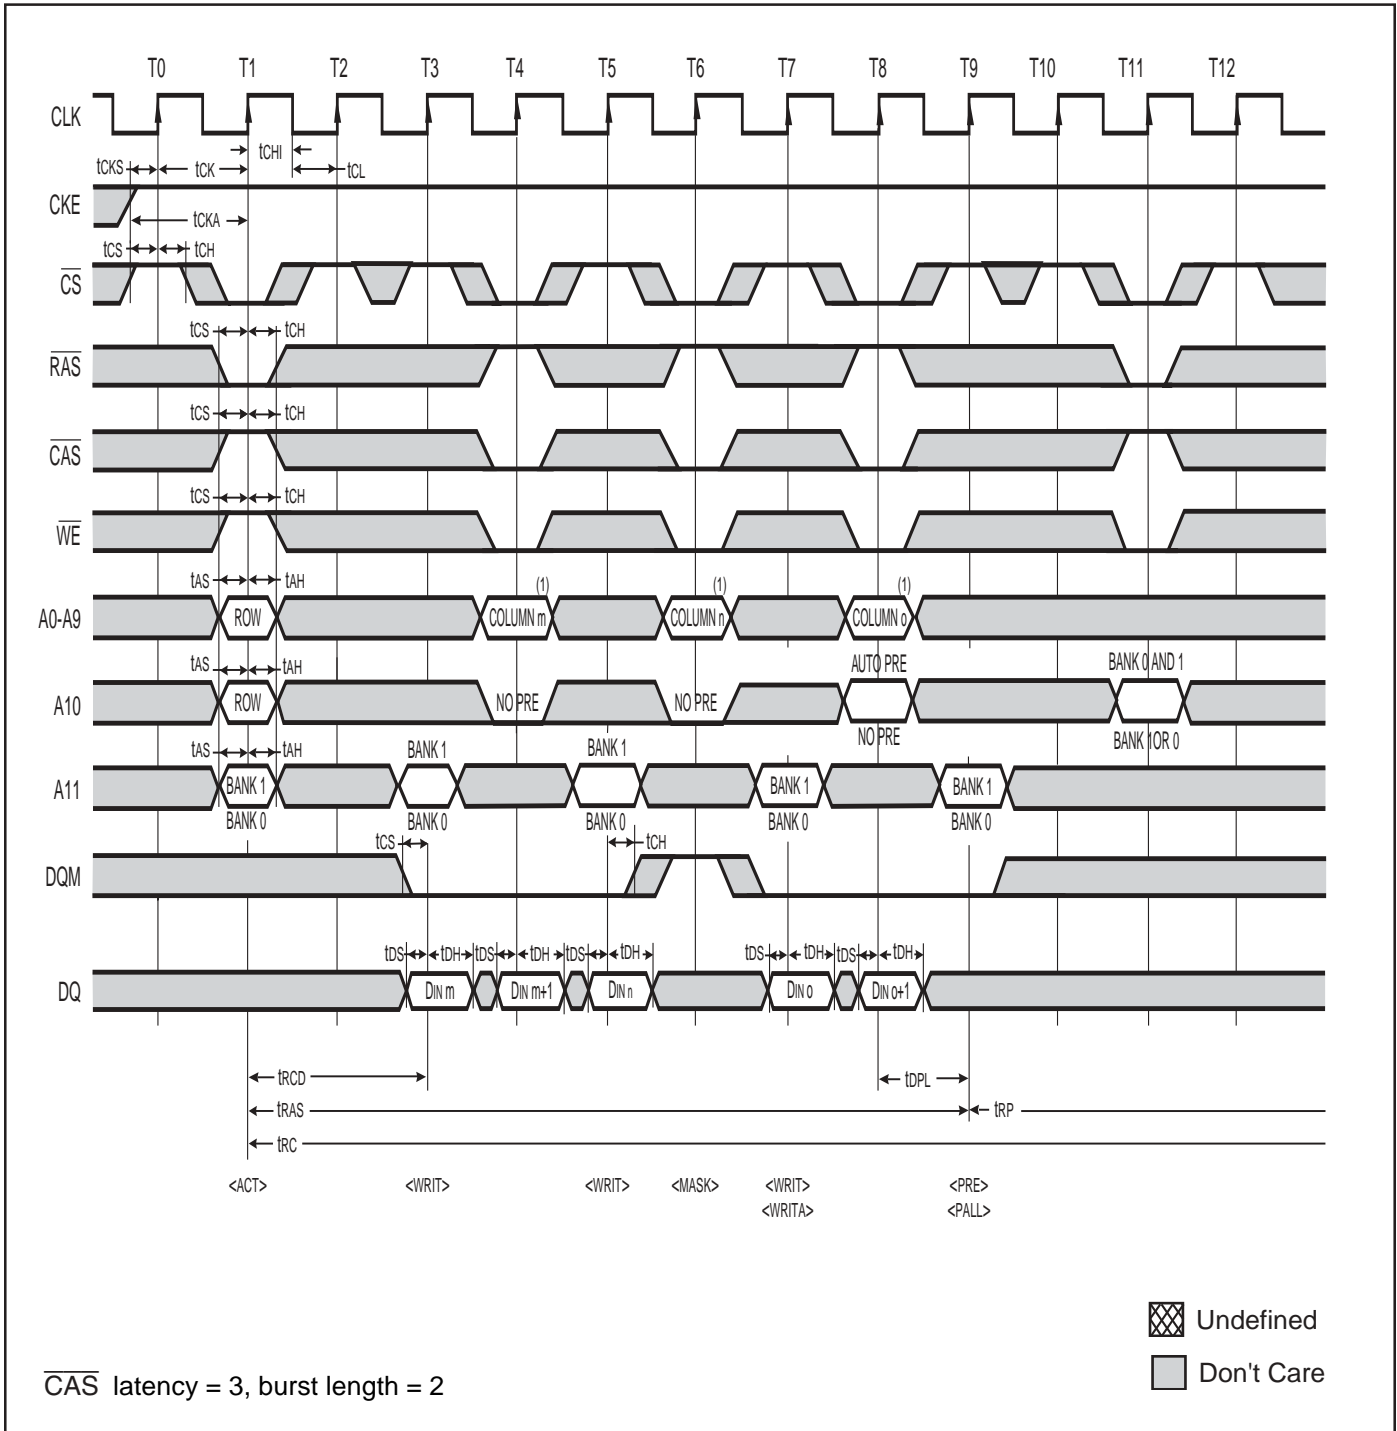 T0 T1 T2 T3 T4 T5 T6 T7 T8 T9 T10 T11 T12
CLK
tCHI
tCKS tCK tCL
CKE
tCKA
tCS tCH
CS
tCS tCH
RAS
tCS tCH
CAS
tCS tCH
WE
tAS tAH (1) (1) (1)
A0-A9 ROW COLUMN m COLUMN n COLUMN o
tAS tAH AUTO PRE BANK 0 AND 1
A10 ROW NO PRE NO PRE
NO PRE BANK 1OR 0
tAS tAH BANK 1 BANK 1
A11 BANK 1 BANK 1 BANK 1
BANK 0 BANK 0 BANK 0 BANK 0 BANK 0
tCS tCH
DQM
tDS tDH tDS tDH tDS tDH tDS tDH tDS tDH
DQ DIN m DIN m+1 DIN n DIN o DIN o+1
tRCD tDPL
tRAS tRP
tRC
<ACT> <WRIT> <WRIT> <MASK> <WRIT> <PRE>
<WRITA> <PALL>
Undefined
Don't Care
CAS latency = 3, burst length = 2